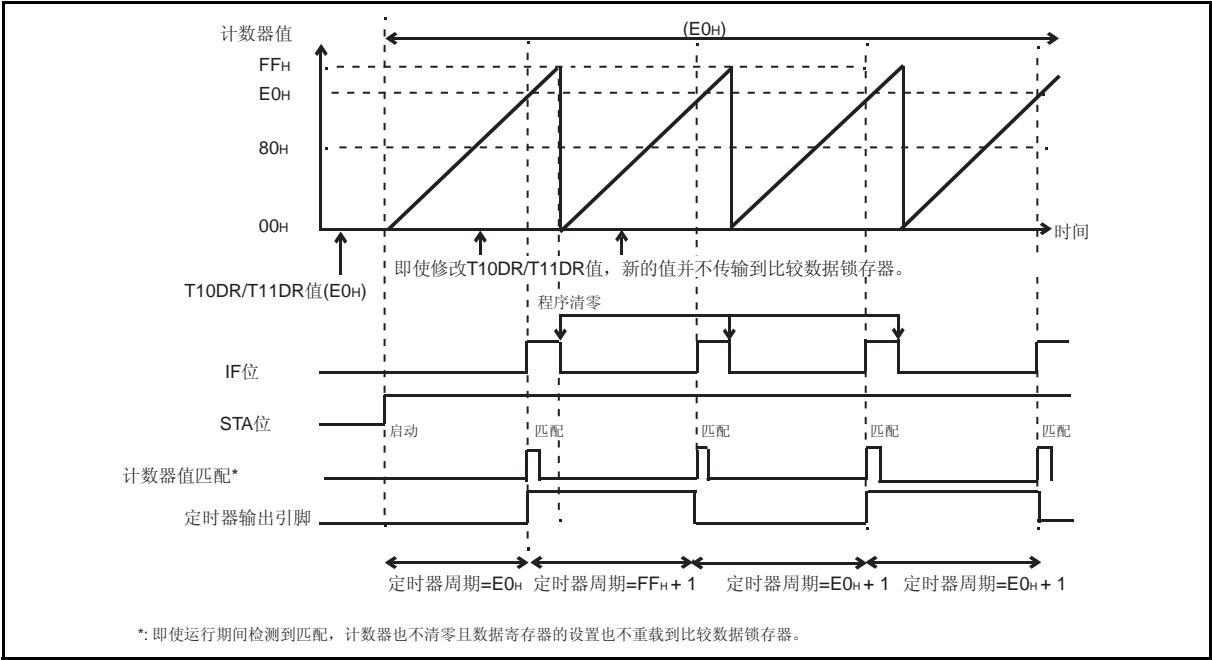 计数器值
(E0H)
FFH
E0H
80H
00H
时间
即使修改T10DR/T11DR值，新的值并不传输到比较数据锁存器。
T10DR/T11DR值(E0H)
程序清零
IF位
STA位
启动
匹配
匹配
匹配
匹配
计数器值匹配*
定时器输出引脚
定时器周期=E0H
定时器周期=FFH + 1
定时器周期=E0H + 1
定时器周期=E0H + 1
*: 即使运行期间检测到匹配，计数器也不清零且数据寄存器的设置也不重载到比较数据锁存器。